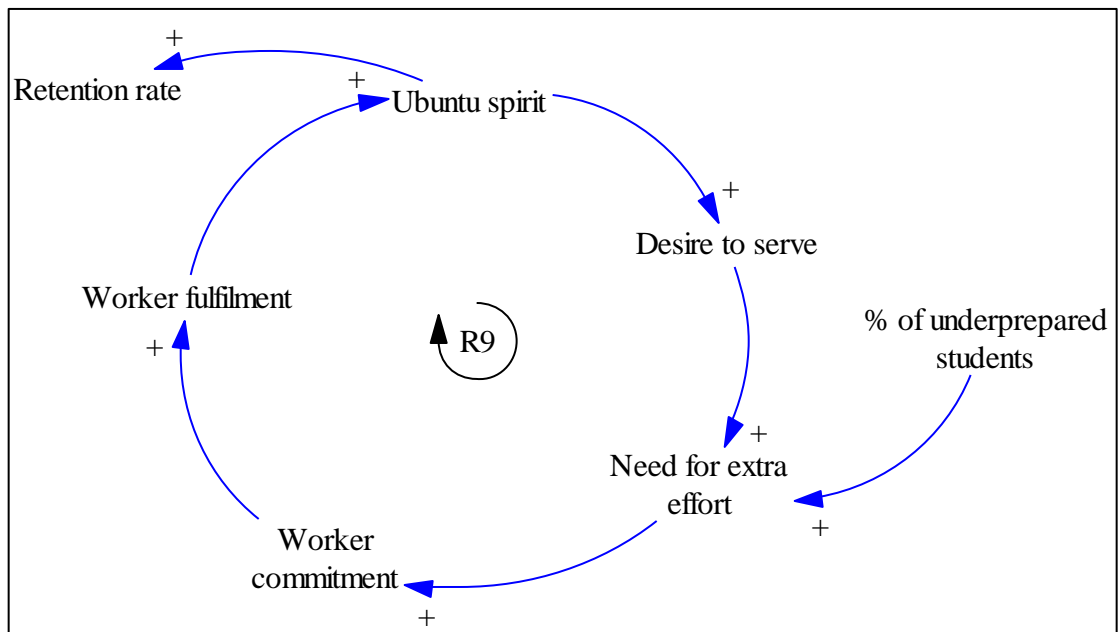 +
Retention rate
+
Ubuntu spirit
+
Desire to serve
Worker fulfilment
+
R9
% of underprepared
students
+
Need for extra
effort
+
Worker
commitment
+